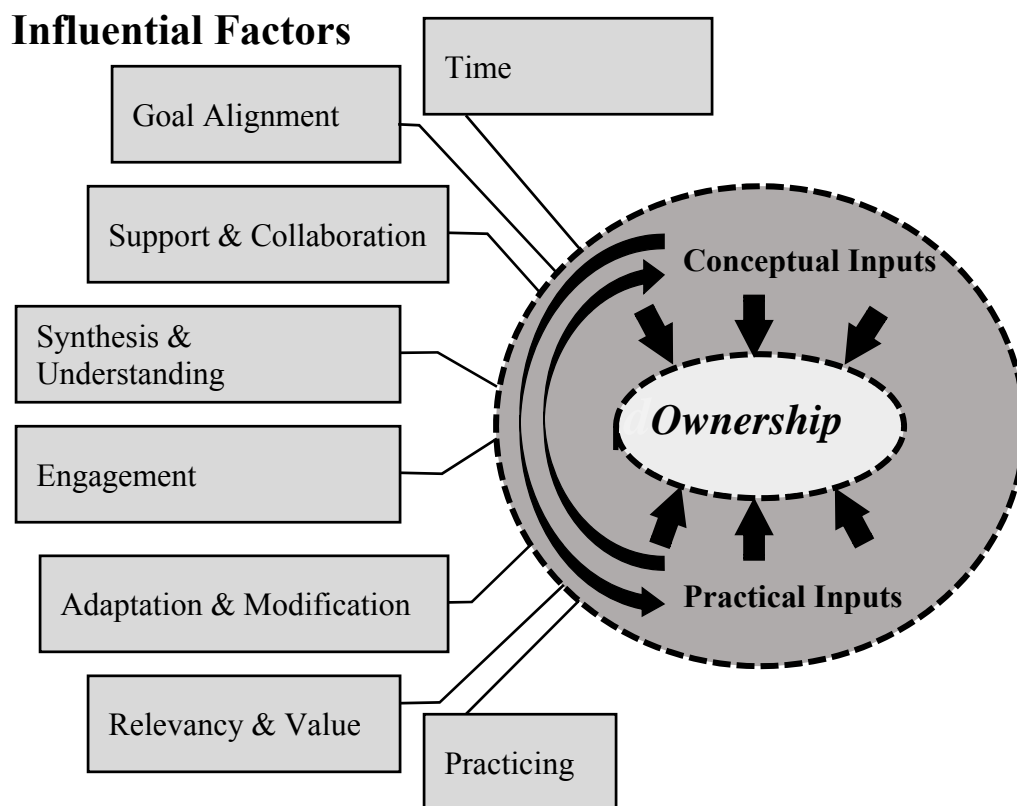 Influential Factors
Time
Goal Alignment
Support & Collaboration
Conceptual Inputs
Synthesis &
Understanding
Ownership
Engagement
Adaptation & Modification
Practical Inputs
Relevancy & Value
Practicing